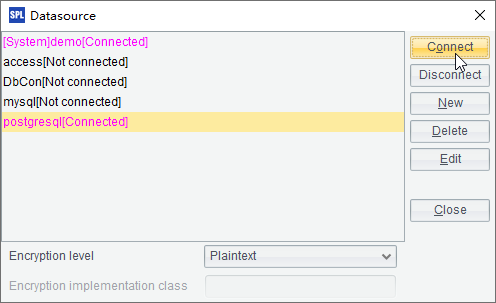 SPL Datasource
[System]demo[Connected]
access[Not connected]
DbCon[Not connected]
mysql[Not connected]
postgresql[Connected]
Connect
Disconnect
New
Delete
Edit
Close
Encryption level Plaintext
Encryption implementation class